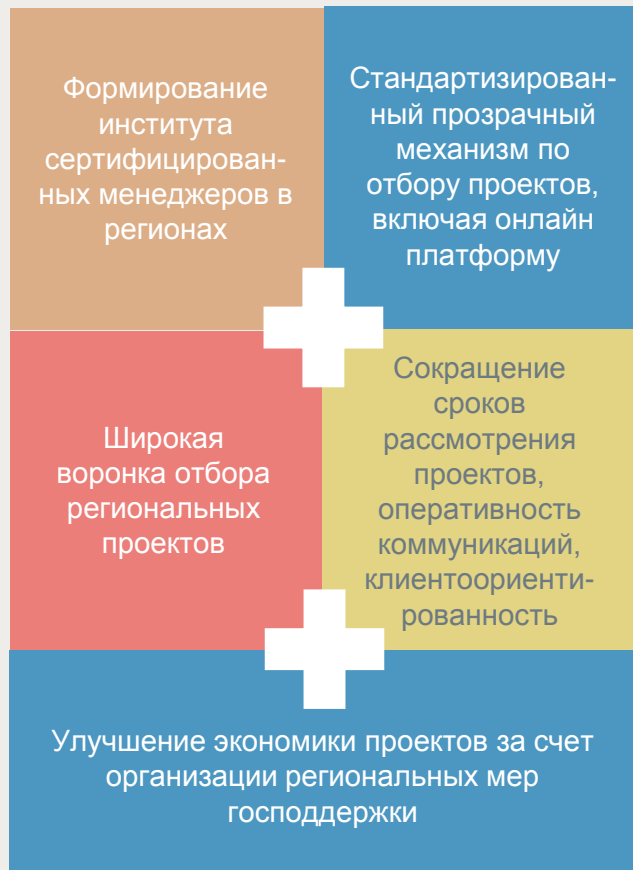 Формирование
института
сертифицирован-
ных менеджеров в
регионах
Стандартизирован-
ный прозрачный
механизм по
отбору проектов,
включая онлайн
платформу
Широкая
воронка отбора
региональных
проектов
Сокращение
сроков
рассмотрения
проектов,
оперативность
коммуникаций,
клиентоориенти-
рованность
Улучшение экономики проектов за счет
организации региональных мер
господдержки